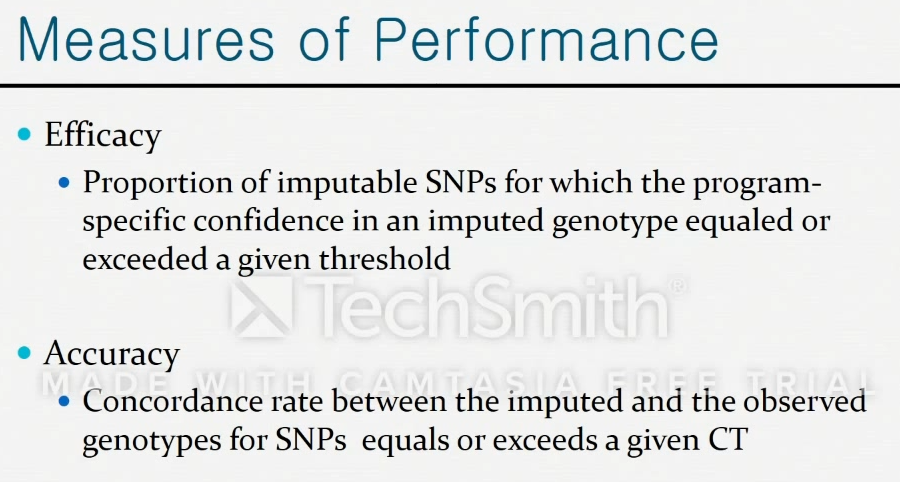 Measures of Performance
• Efficacy
• Proportion of imputable SNPs for which the program-
specific confidence in an imputed genotype equaled or
exceeded a given threshold
TechSmith®
• Accuracy
MADE WITH CAMTASIA FREE TRIAL
• Concordance rate between the imputed and the observed
genotypes for SNPs equals or exceeds a given CT